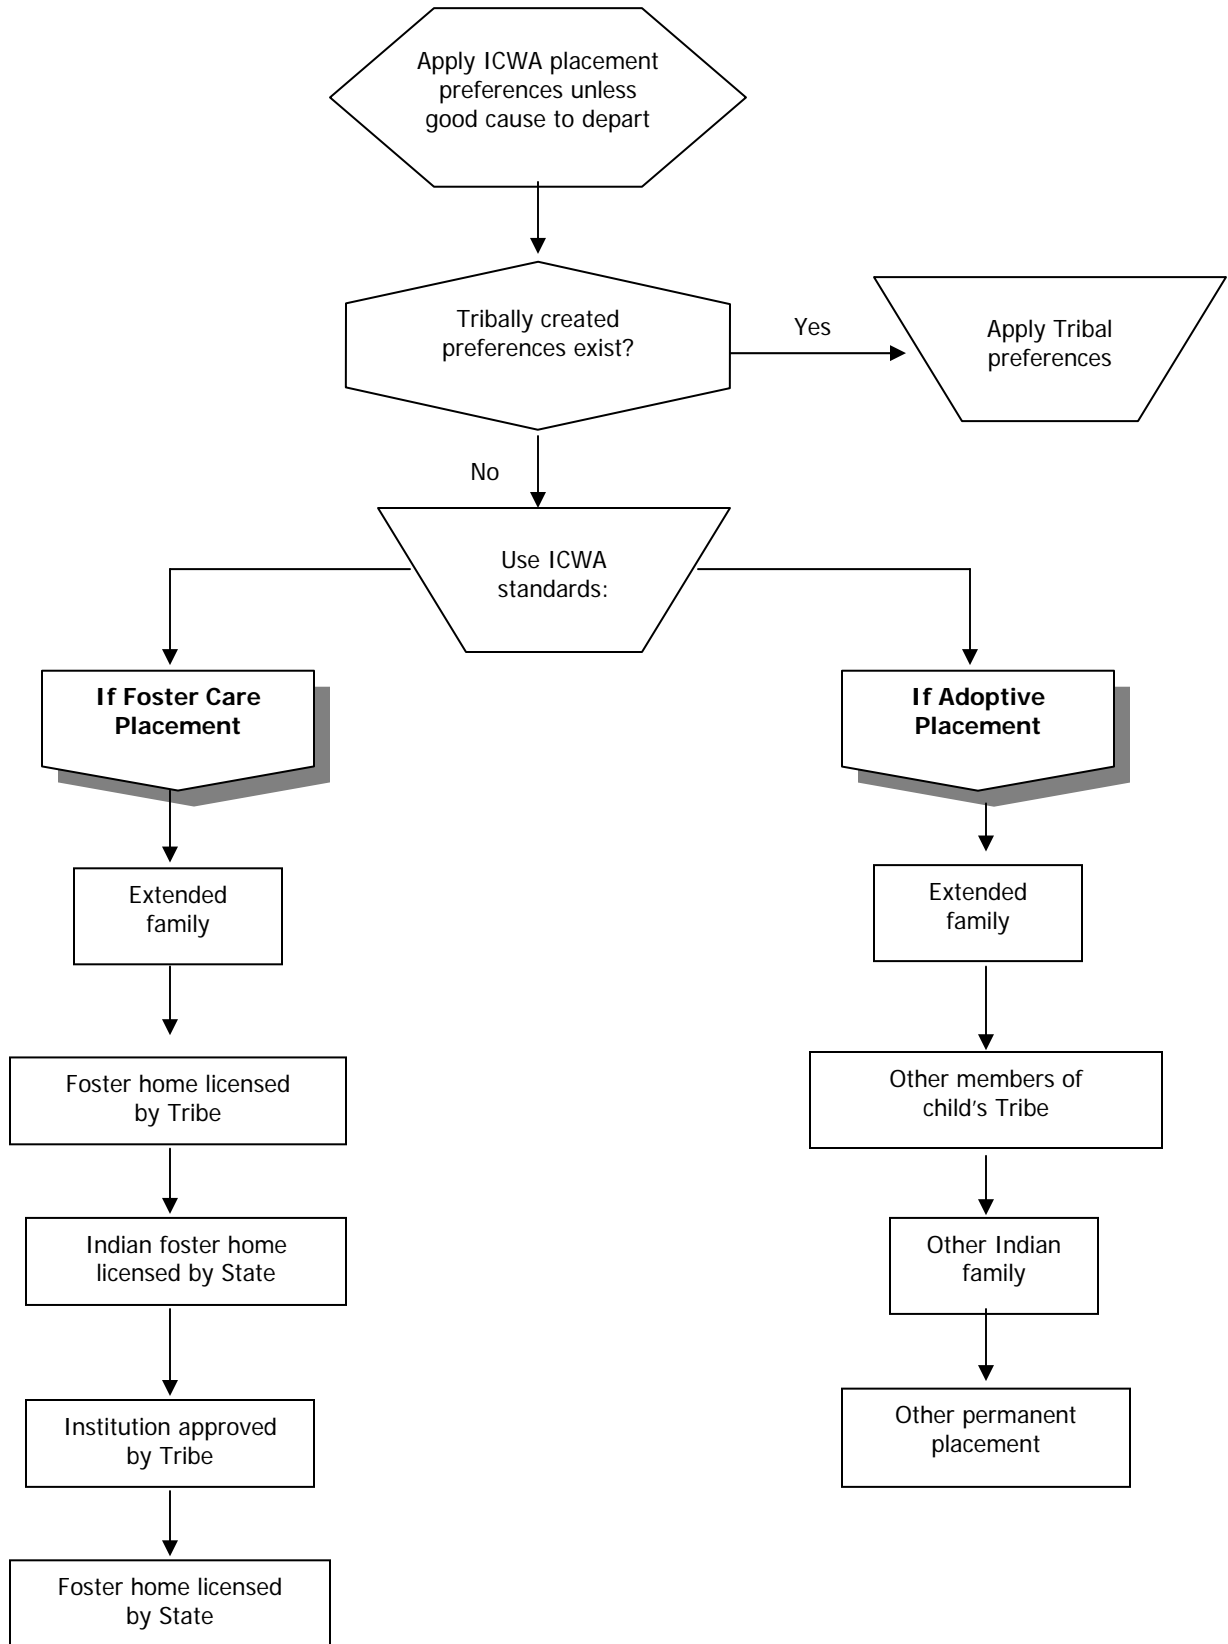 Apply ICWA placement
preferences unless
good cause to depart
Tribally created
preferences exist?
Yes
Apply Tribal
preferences
No
Use ICWA
standards:
If Foster Care
Placement
Extended
family
Foster home licensed
by Tribe
Indian foster home
licensed by State
Institution approved
by Tribe
Foster home licensed
by State
If Adoptive
Placement
Extended
family
Other members of
child's Tribe
Other Indian
family
Other permanent
placement